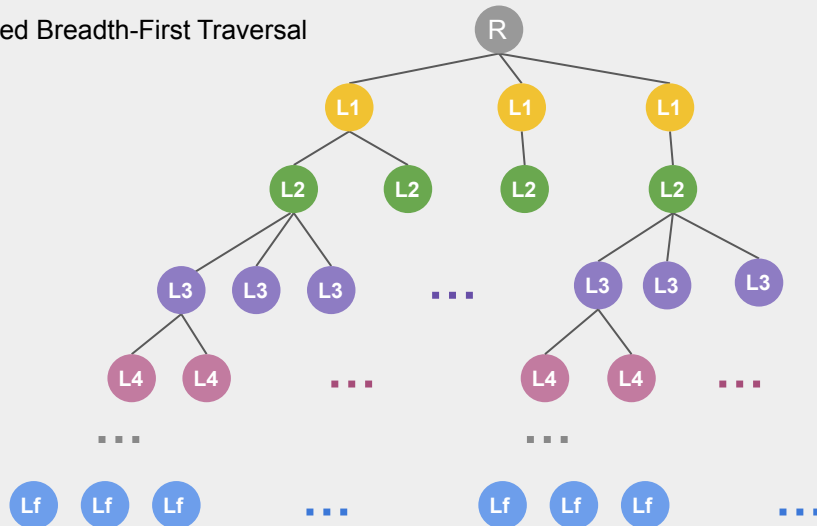 ed Breadth-First Traversal
R
L1 L1 L1
L2 L2 L2 L2
L3 L3 L3 ... L3 L3 L3
L4 L4 ... L4 L4 ...
... ...
Lf Lf Lf ... Lf Lf Lf ...